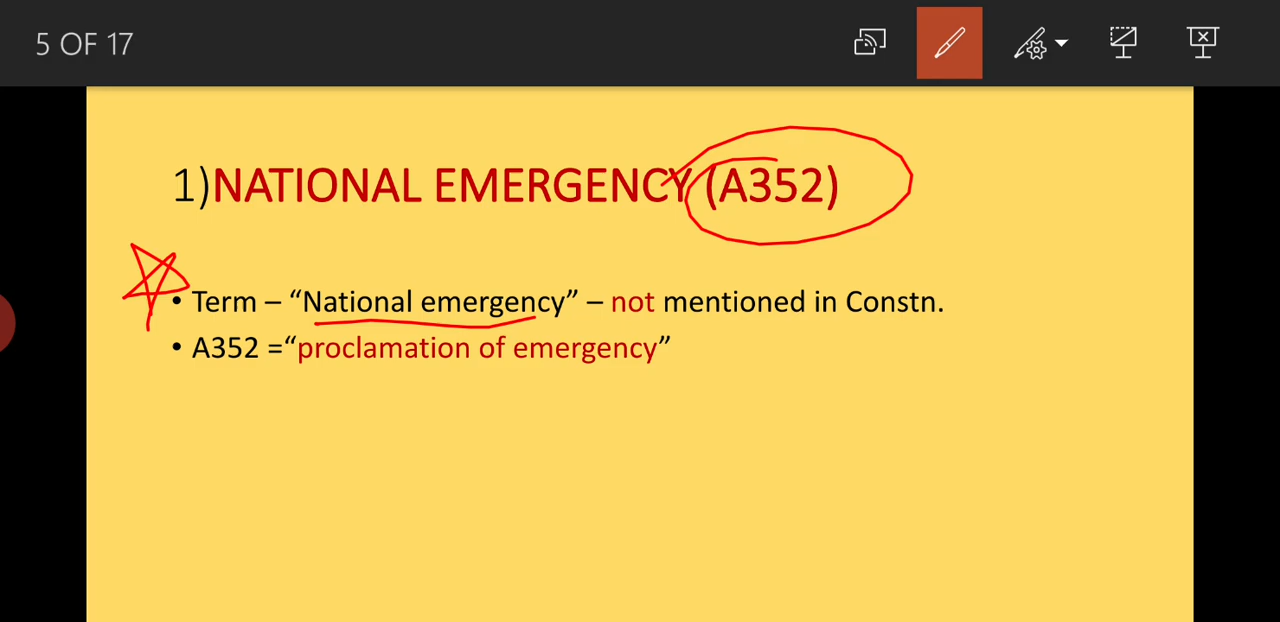 5 OF 17
1)NATIONAL EMERGENCY (A352)
• Term – “National emergency” – not mentioned in Constn.
• A352 =“proclamation of emergency”